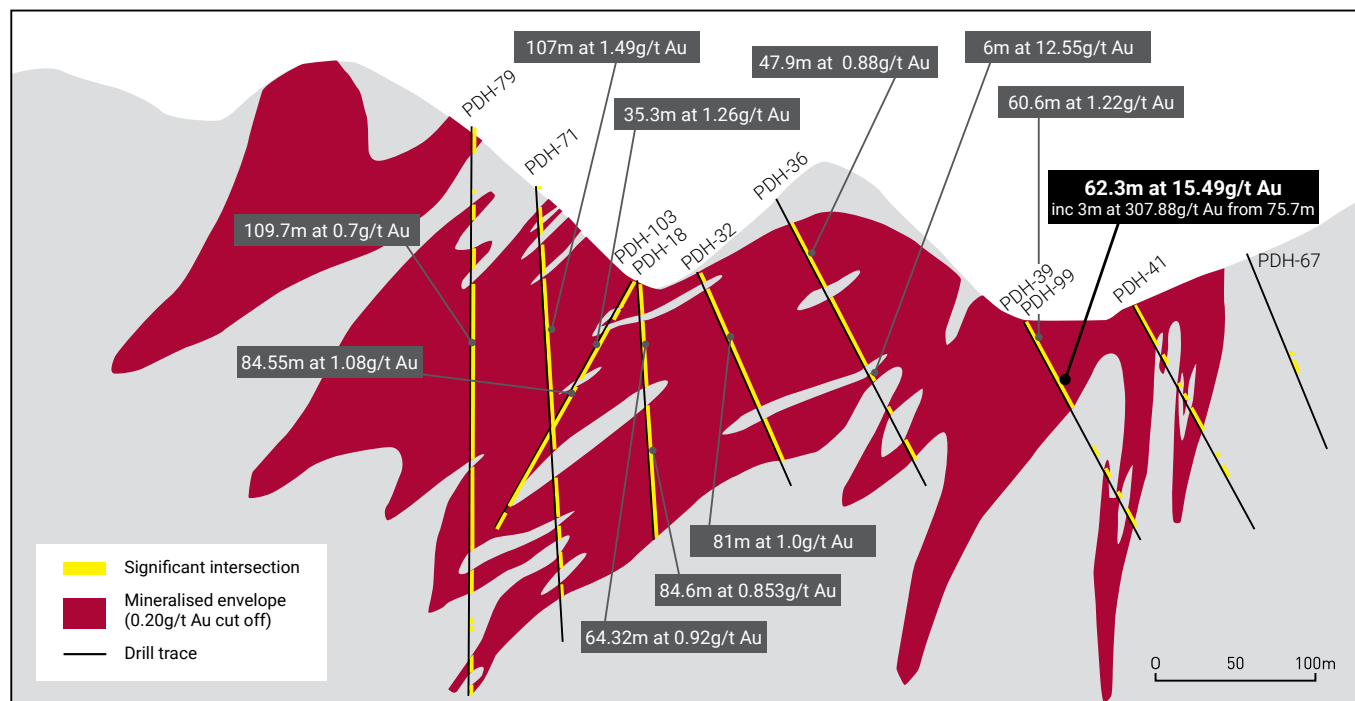 107m at 1.49g/t Au
47.9m at 0.88g/t Au
6m at 12.55g/t Au
PDH-79
35.3m at 1.26g/t Au
60.6m at 1.22g/t Au
PDH-71
PDH-36
62.3m at 15.49g/t Au
inc 3m at 307.88g/t Au from 75.7m
109.7m at 0.7g/t Au
PDH-103
PDH-18
PDH-32
PDH-39
PDH-99
PDH-41
PDH-67
84.55m at 1.08g/t Au
81m at 1.0g/t Au
84.6m at 0.853g/t Au
64.32m at 0.92g/t Au
Significant intersection
Mineralised envelope
(0.20g/t Au cut off)
Drill trace
0 50 100m